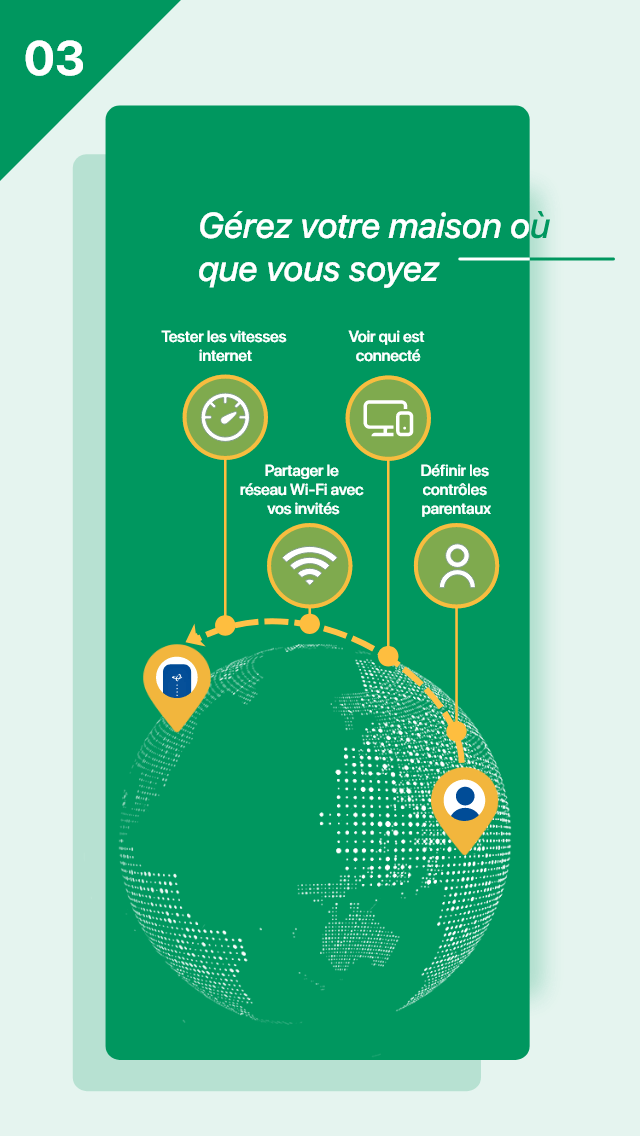 03
Gérez votre maison où
que vous soyez
Tester les vitesses
internet
Voir qui est
connecté
Partager le
réseau Wi-Fi avec
vos invités
Définir les
contrôles
parentaux